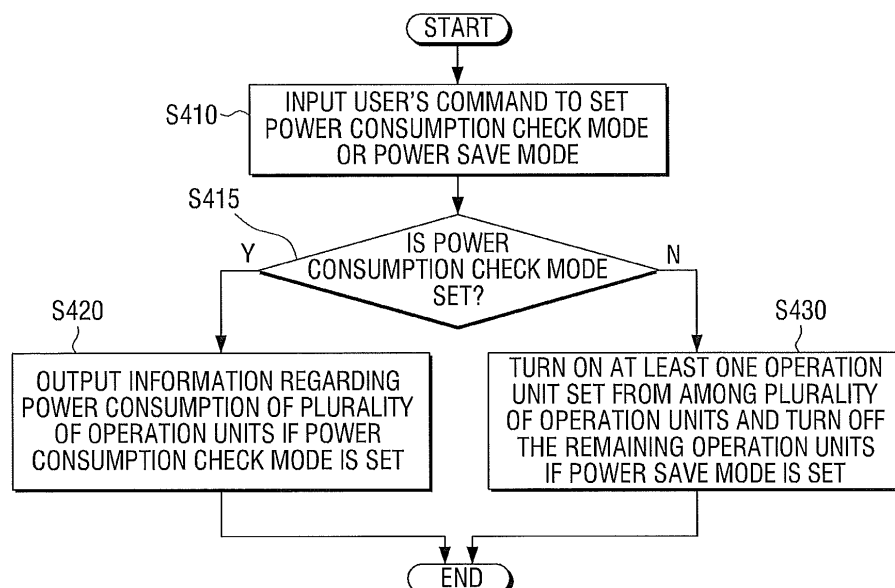 START
S410
INPUT USER'S COMMAND TO SET
POWER CONSUMPTION CHECK MODE
OR POWER SAVE MODE
S415
IS POWER
CONSUMPTION CHECK MODE
SET?
Y
N
S420
OUTPUT INFORMATION REGARDING
POWER CONSUMPTION OF PLURALITY
OF OPERATION UNITS IF POWER
CONSUMPTION CHECK MODE IS SET
S430
TURN ON AT LEAST ONE OPERATION
UNIT SET FROM AMONG PLURALITY
OF OPERATION UNITS AND TURN OFF
THE REMAINING OPERATION UNITS
IF POWER SAVE MODE IS SET
END